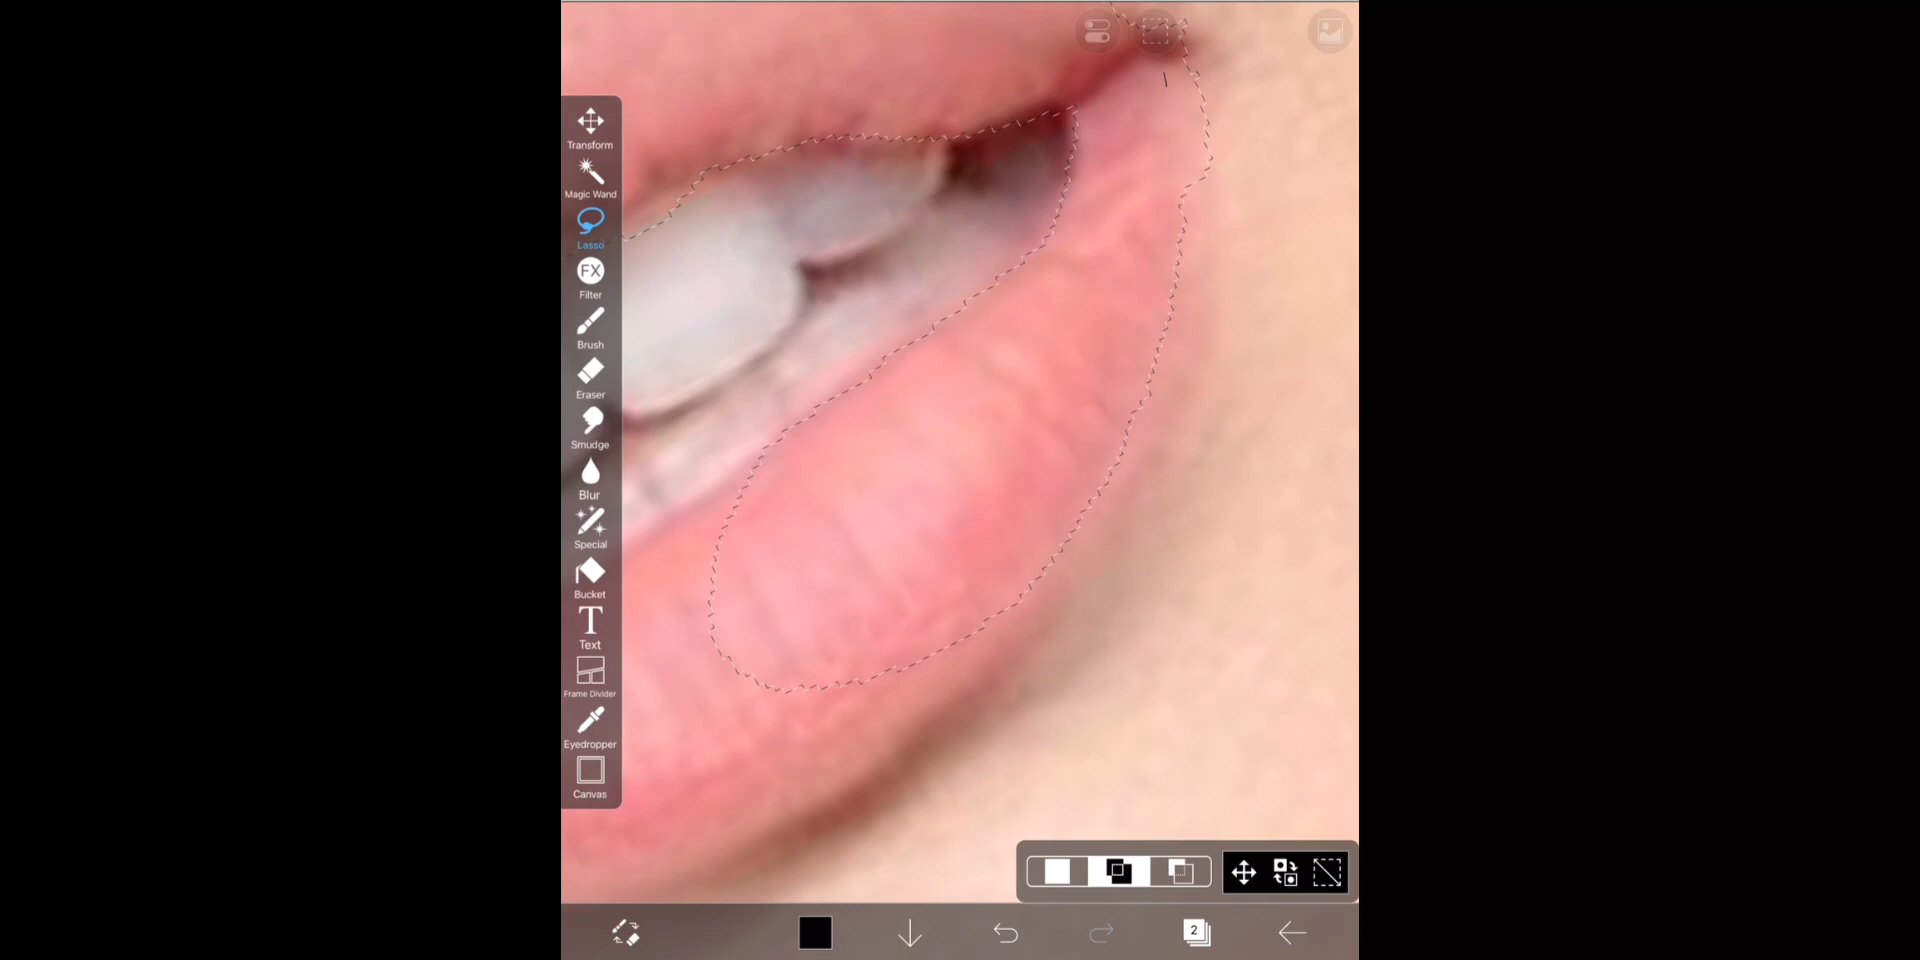 Transform
Magic Wand
Lasso
FX
Filter
Brush
Eraser
Smudge
Blur
Special
Bucket
T
Text
Frame Divider
Eyedropper
Canvas
2